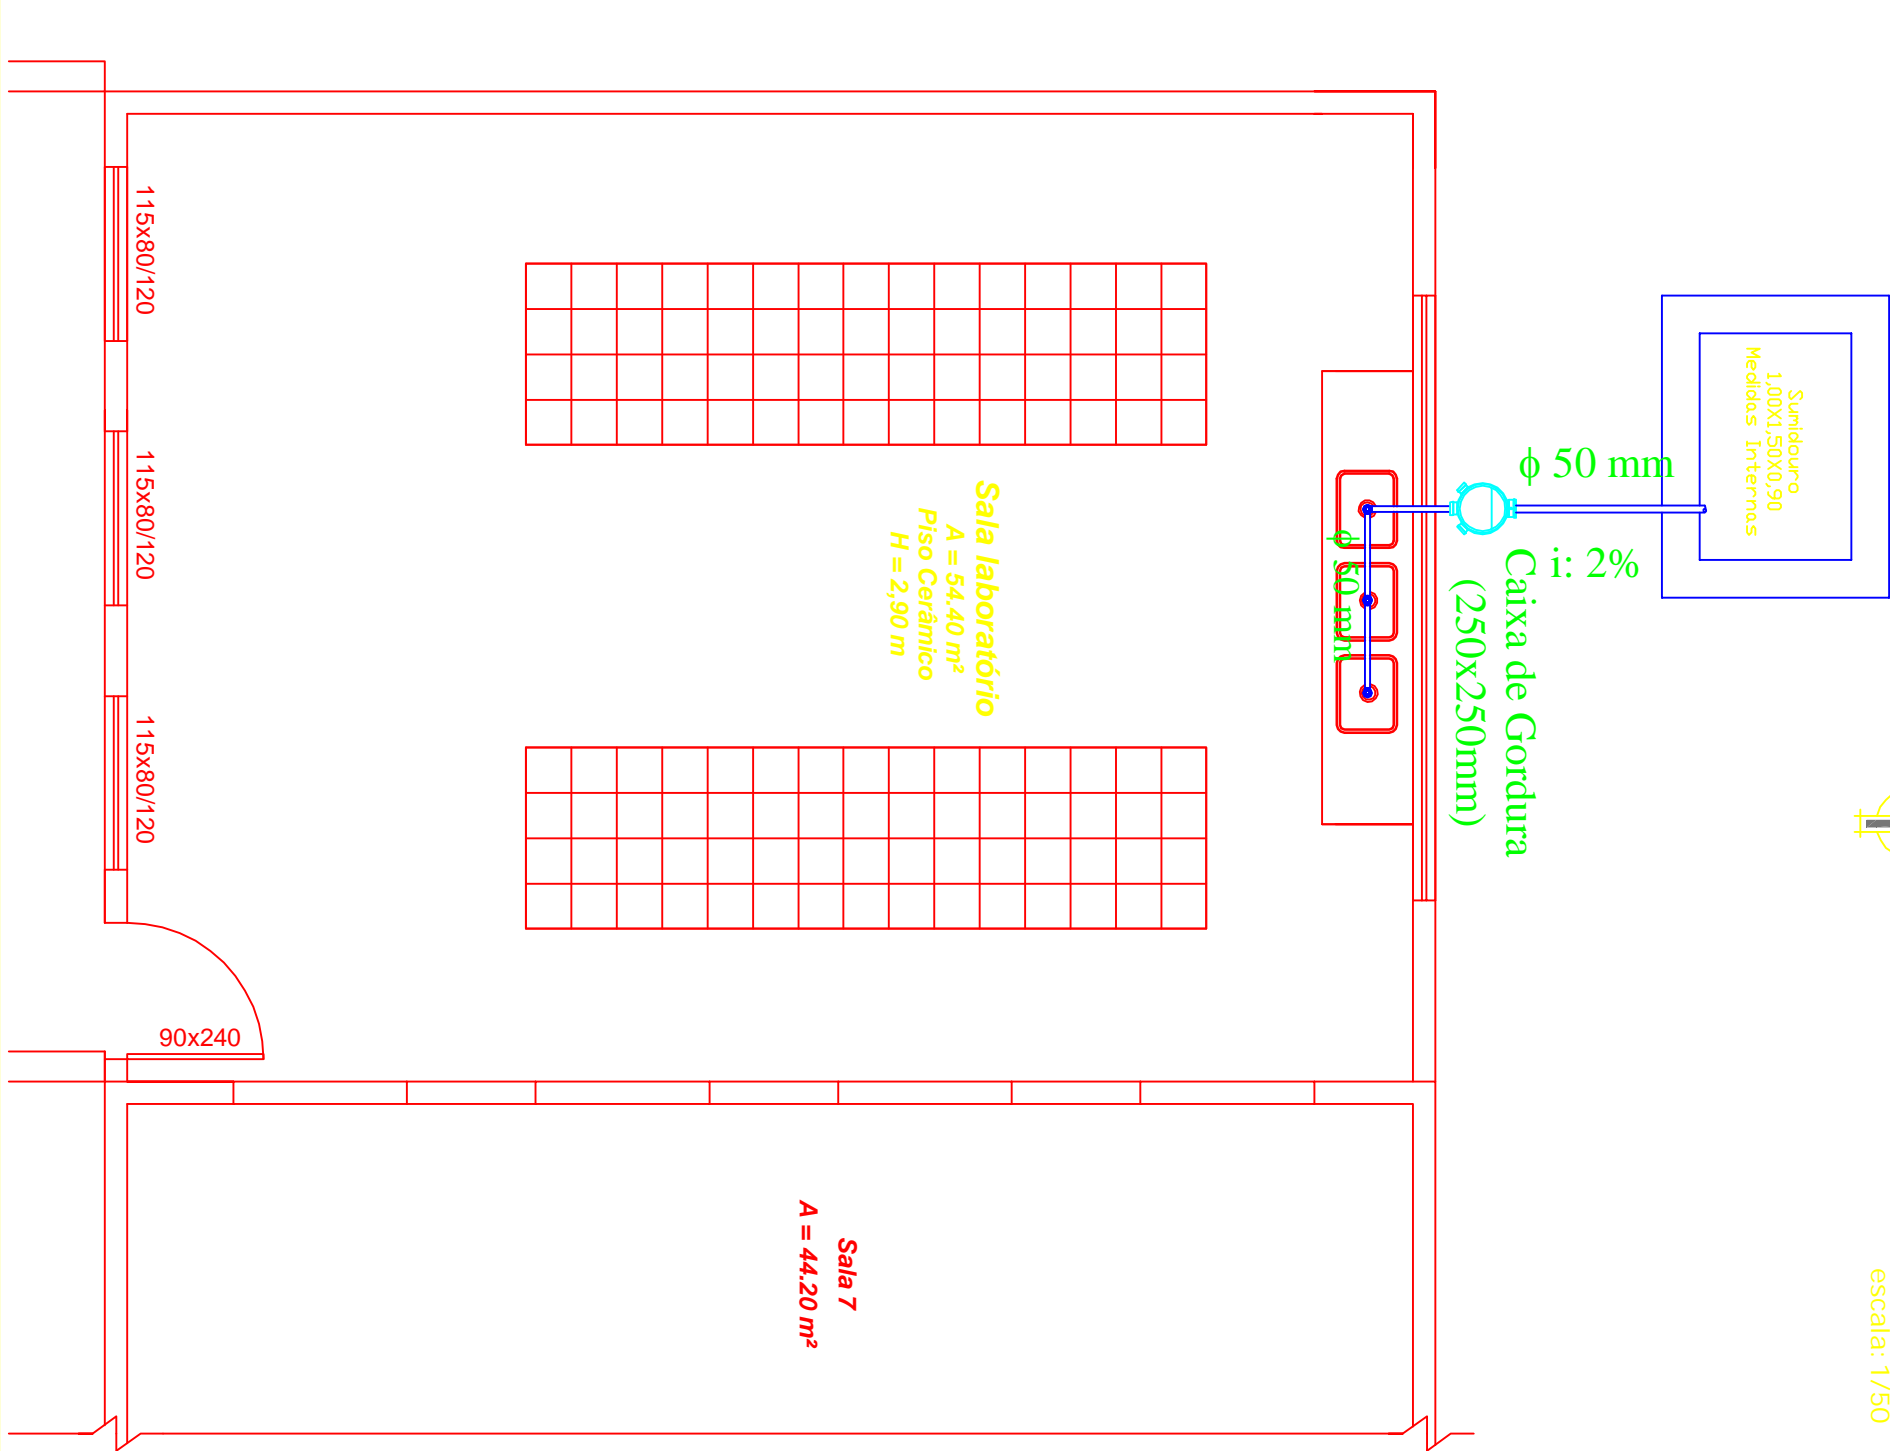 115x80/120
115x80/120
115x80/120
90x240
Sala laboratório
A = 54.40 m²
Piso Cerâmico
H = 2,90 m
ϕ 50 mm
ϕ 50 mm
i: 2%
Caixa de Gordura
(250x250mm)
Sumidouro
1,00X1,50X0,90
Medidas Internas
Sala 7
A = 44.20 m²
escala: 1/50